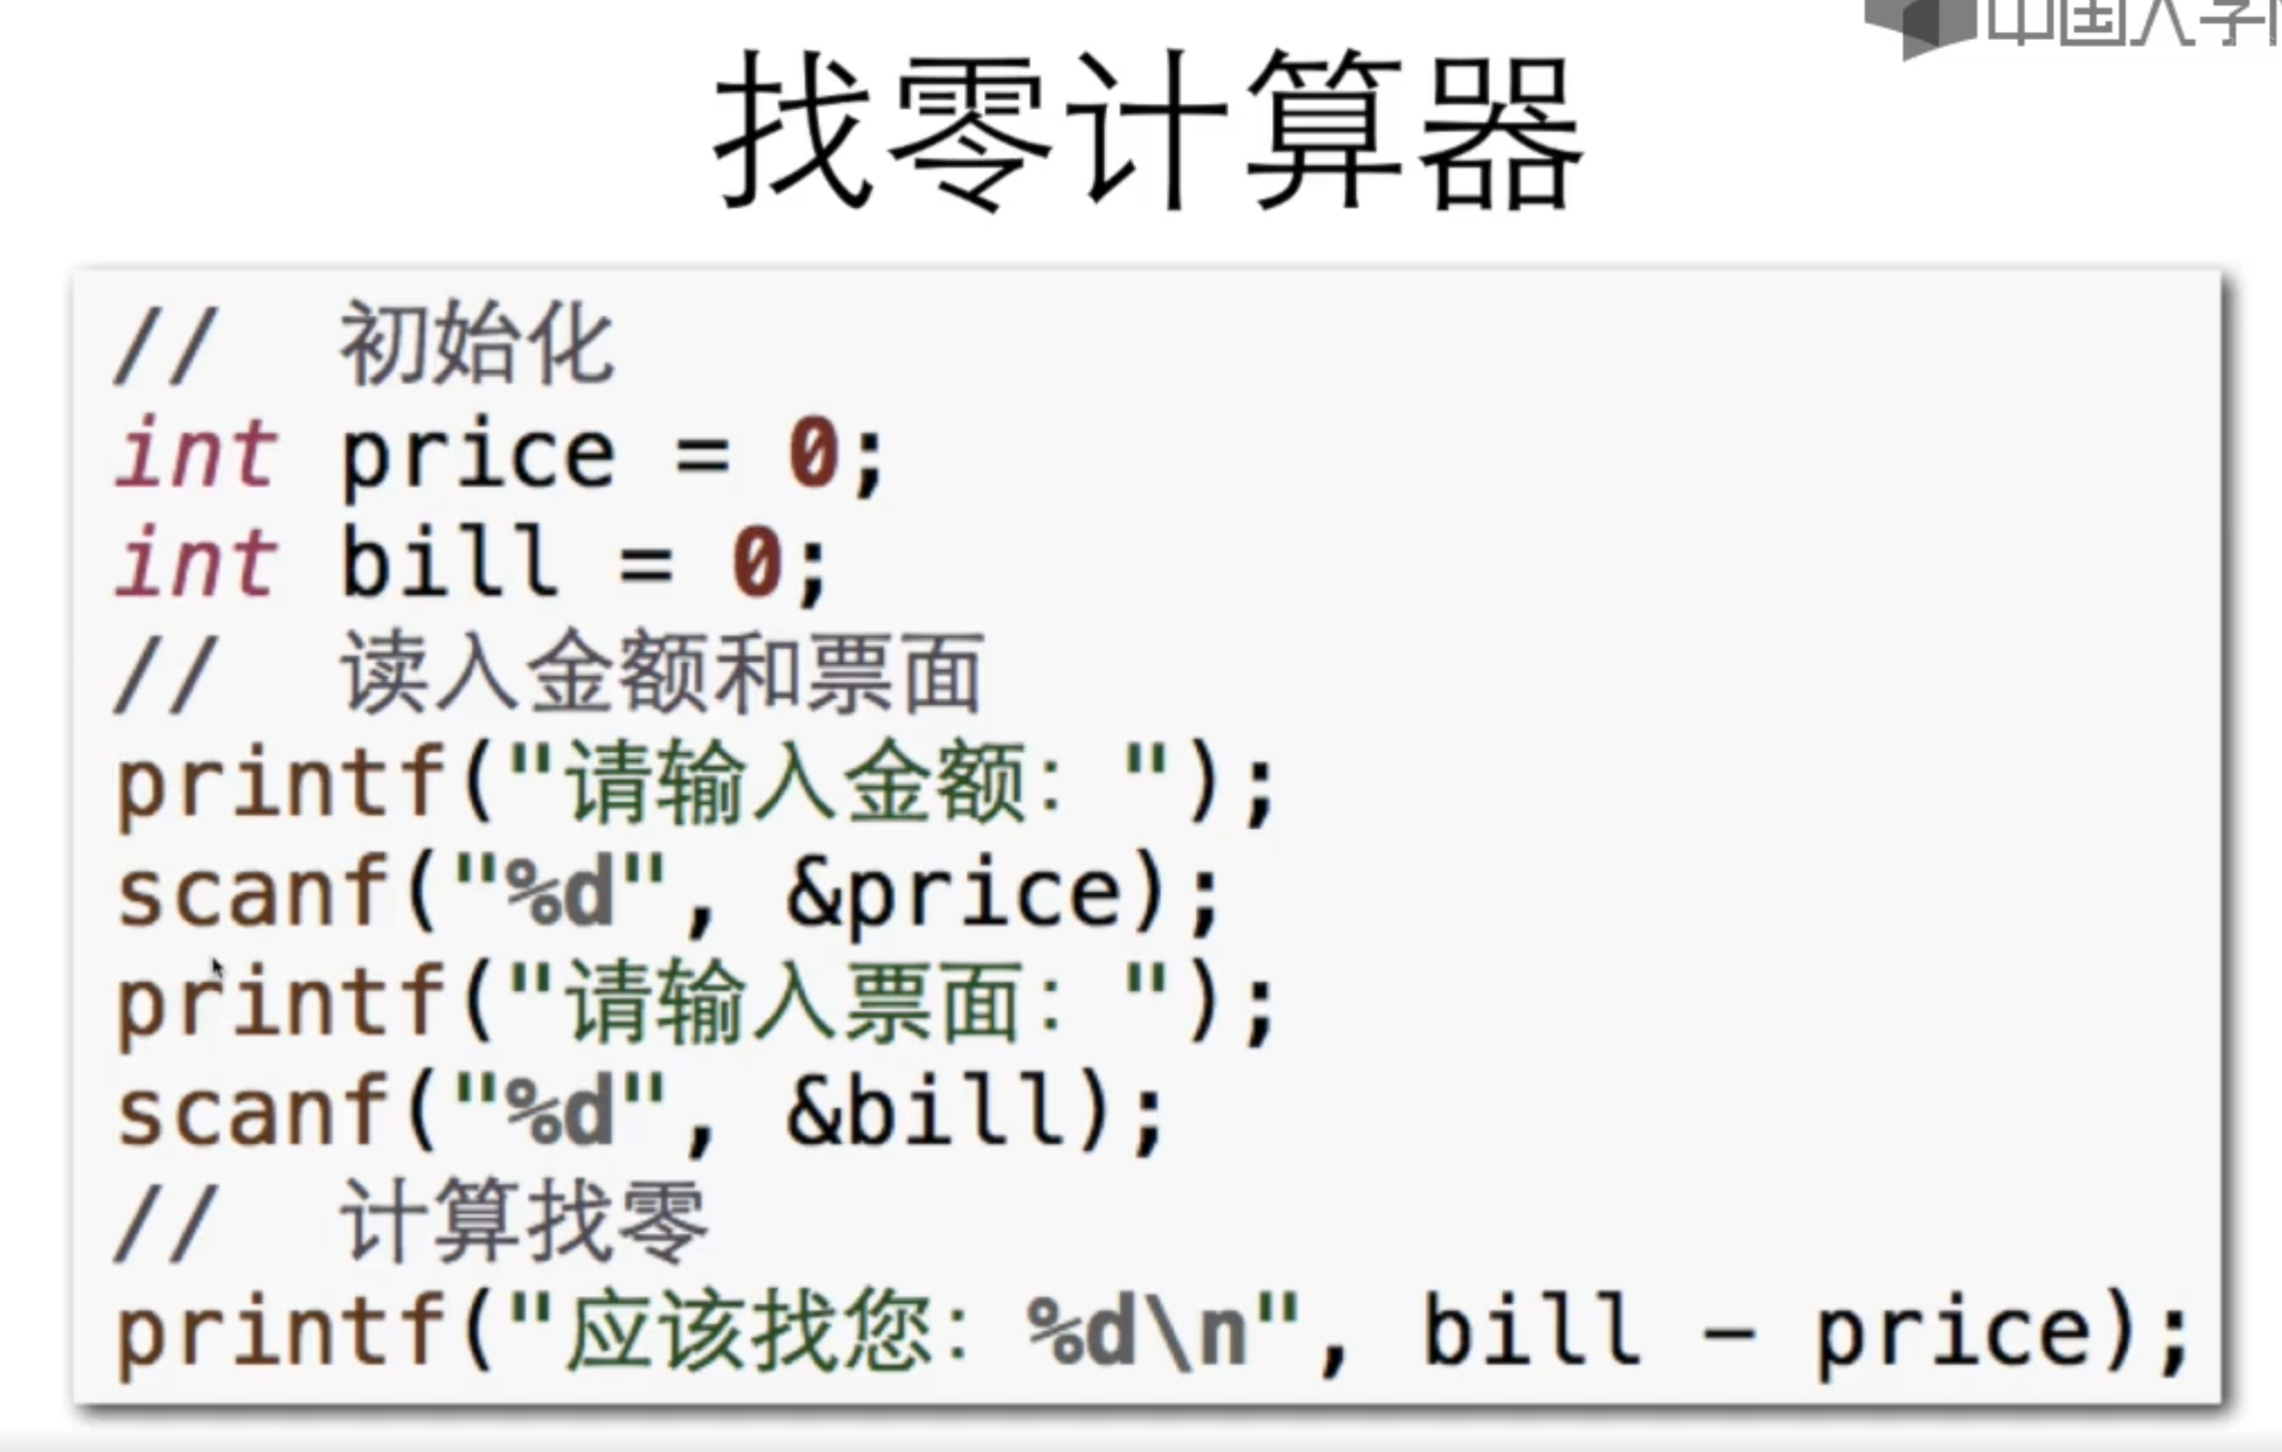 中国大学
找零计算器
//  初始化
int price = 0;
int bill = 0;
//  读入金额和票面
printf("请输入金额：");
scanf("%d", &price);
printf("请输入票面：");
scanf("%d", &bill);
//  计算找零
printf("应该找您：%d\n", bill - price);